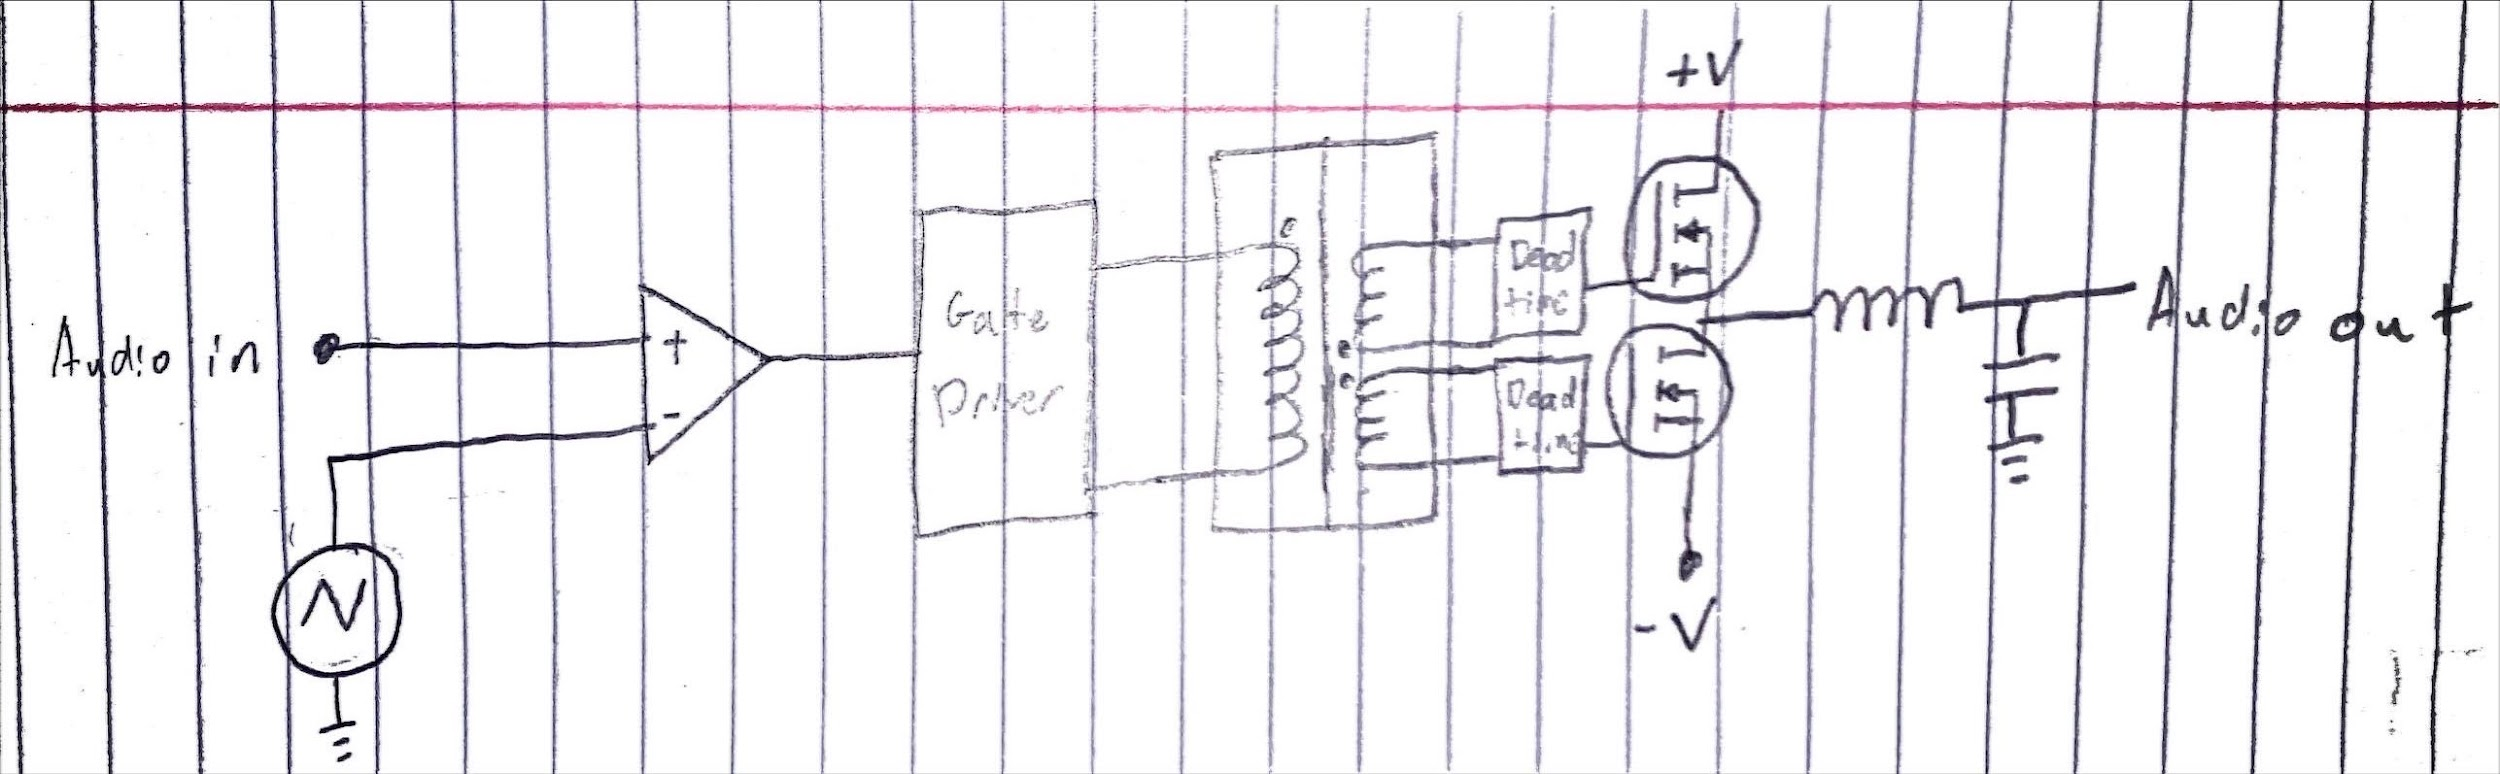 +V
Audio in
+
-
Gate
Driver
Dead
time
Dead
time
Audio out
-V